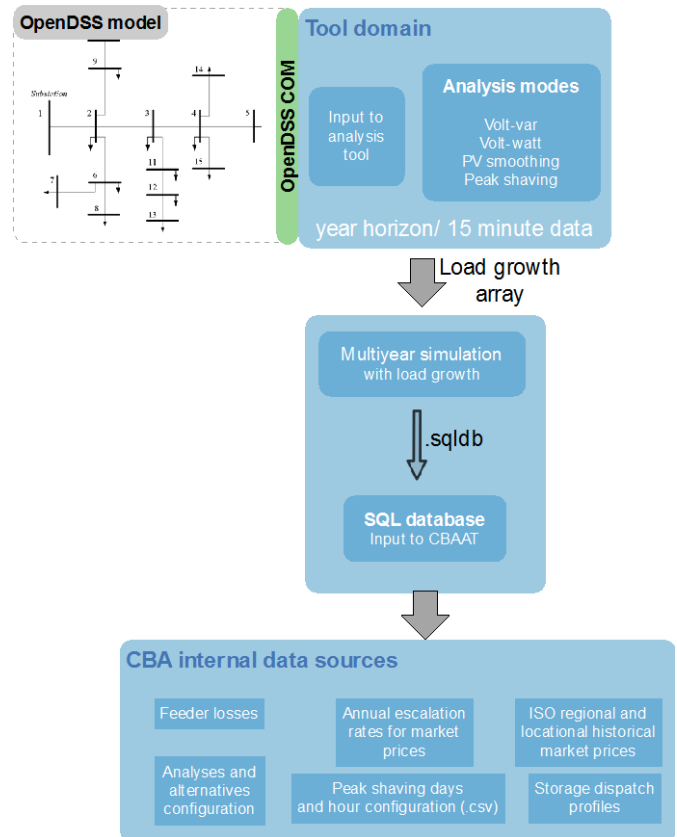 OpenDSS model
9
14
Substation
1
2
3
4
5
11
15
6
7
12
8
13
OpenDSS COM
Tool domain
Input to
analysis
tool
Analysis modes
Volt-var
Volt-watt
PV smoothing
Peak shaving
year horizon/ 15 minute data
Load growth
array
Multiyear simulation
with load growth
.sqldb
SQL database
Input to CBAAT
CBA internal data sources
Feeder losses
Annual escalation
rates for market
prices
ISO regional and
locational historical
market prices
Analyses and
alternatives
configuration
Peak shaving days
and hour configuration (.csv)
Storage dispatch
profiles